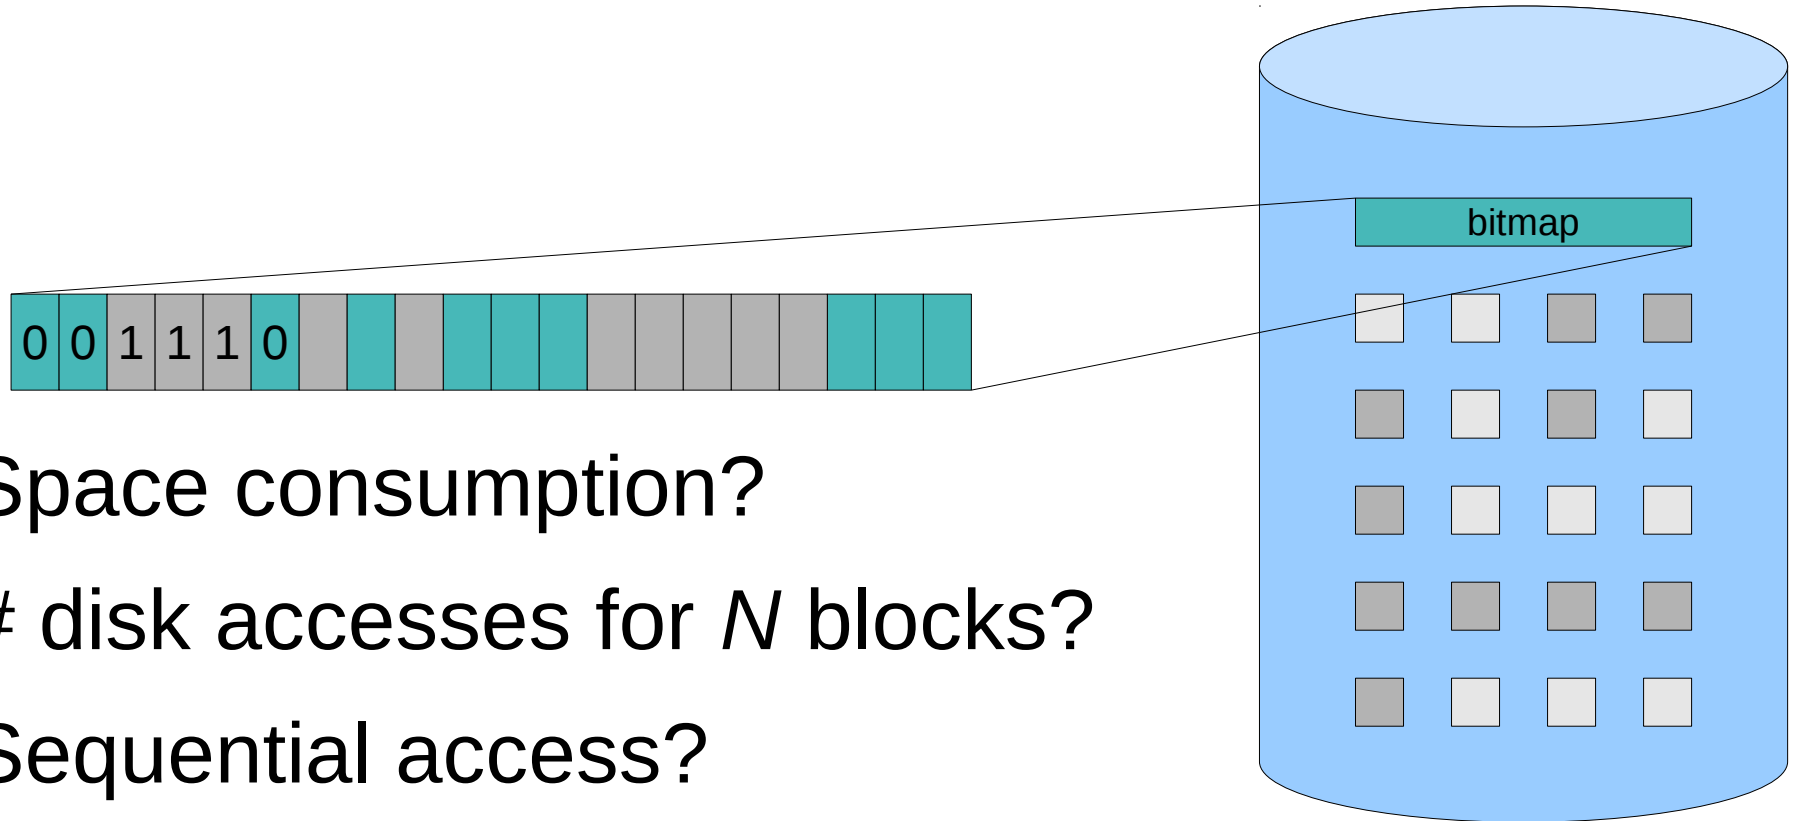 bitmap
0 0 1 1 1 0
Space consumption?
# disk accesses for N blocks?
Sequential access?